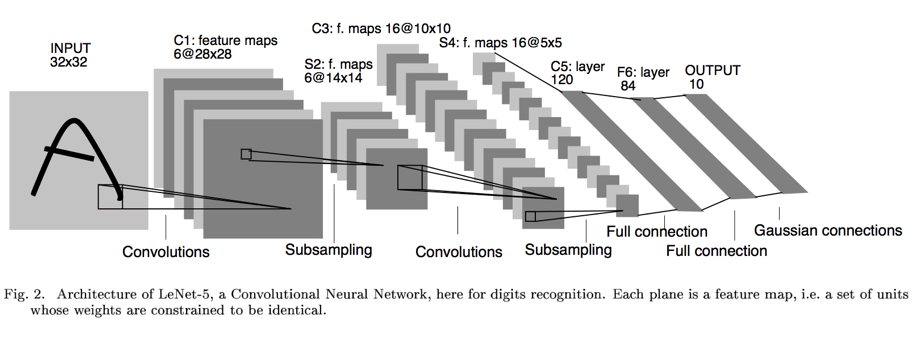 INPUT
32x32
C1: feature maps
6@28x28
S2: f. maps
6@14x14
C3: f. maps 16@10x10
S4: f. maps 16@5x5
C5: layer
120
F6: layer
84
OUTPUT
10
Convolutions
Subsampling
Convolutions
Subsampling
Full connection
Full connection
Gaussian connections
Fig. 2. Architecture of LeNet-5, a Convolutional Neural Network, here for digits recognition. Each plane is a feature map, i.e. a set of units
whose weights are constrained to be identical.
A